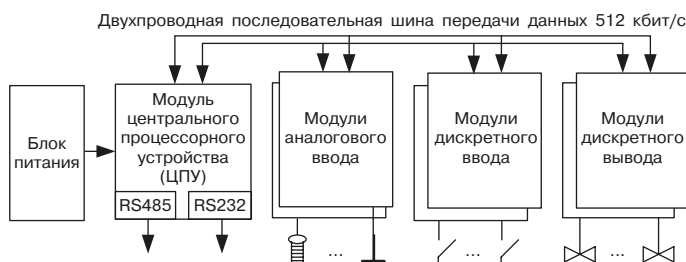 Двухпроводная последовательная шина передачи данных 512 кбит/с
Блок
питания
Модуль
центрального
процессорного
устройства
(ЦПУ)
RS485
RS232
Модули
аналогового
ввода
Модули
дискретного
ввода
Модули
дискретного
вывода
...
...
...